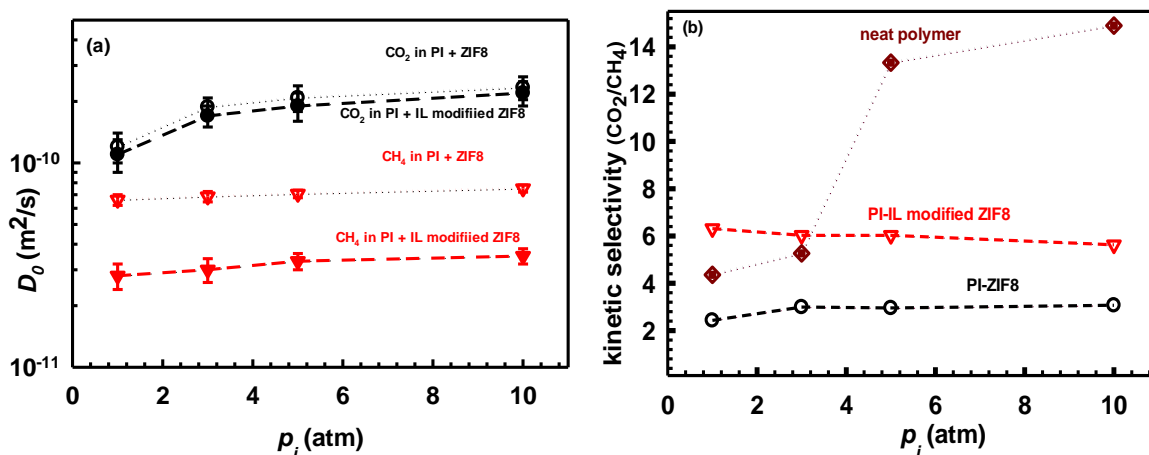 (a)
CO2 in PI + ZIF8
CO2 in PI + IL modifiied ZIF8
CH4 in PI + ZIF8
CH4 in PI + IL modifiied ZIF8
10-10
10-11
D0 (m2/s)
0 2 4 6 8 10
pi (atm)
(b)
neat polymer
PI-IL modified ZIF8
PI-ZIF8
14
12
10
8
6
4
2
kinetic selectivity (CO2/CH4)
0 2 4 6 8 10
pi (atm)